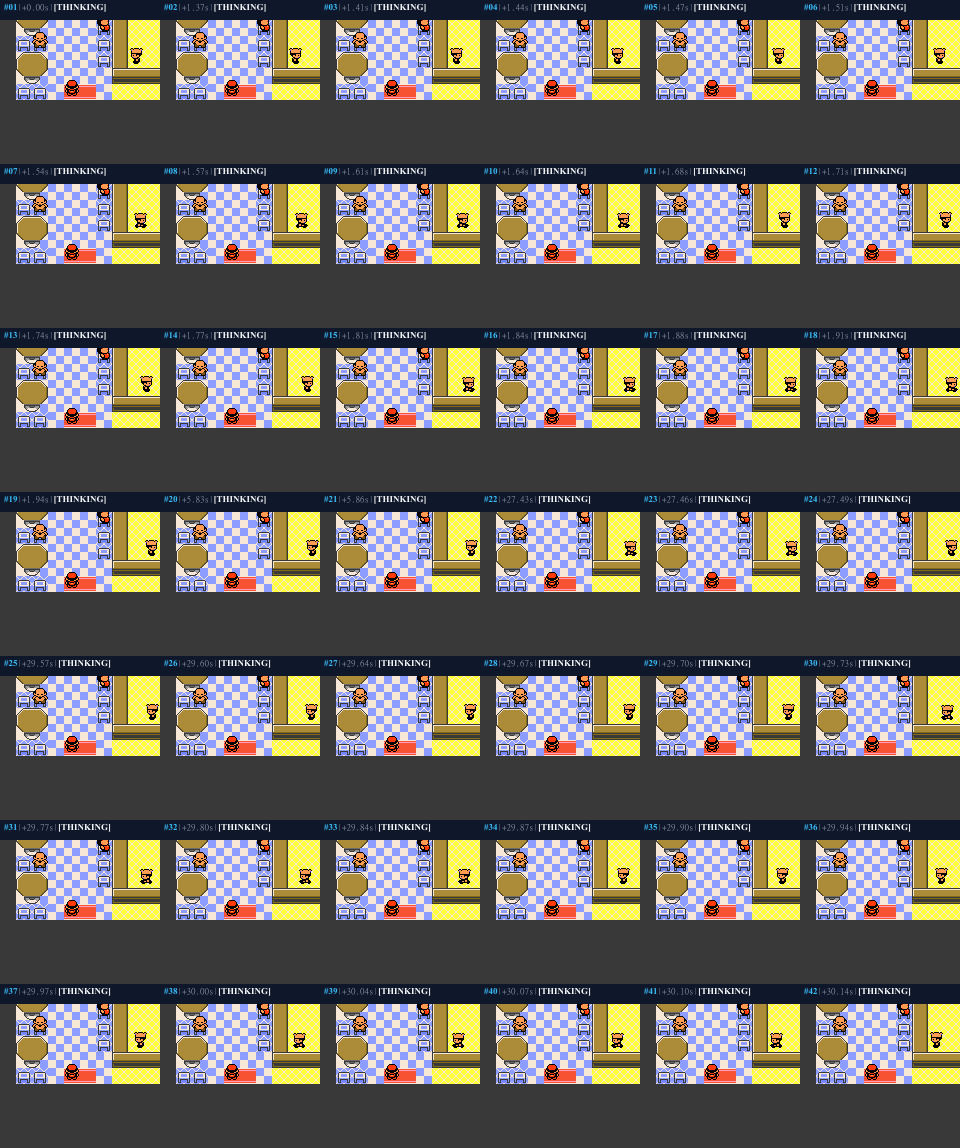 #01 | +0.00s | [THINKING] #02 | +1.37s | [THINKING] #03 | +1.41s | [THINKING] #04 | +1.44s | [THINKING] #05 | +1.47s | [THINKING] #06 | +1.51s | [THINKING]
#07 | +1.54s | [THINKING] #08 | +1.57s | [THINKING] #09 | +1.61s | [THINKING] #10 | +1.64s | [THINKING] #11 | +1.68s | [THINKING] #12 | +1.71s | [THINKING]
#13 | +1.74s | [THINKING] #14 | +1.77s | [THINKING] #15 | +1.81s | [THINKING] #16 | +1.84s | [THINKING] #17 | +1.88s | [THINKING] #18 | +1.91s | [THINKING]
#19 | +1.94s | [THINKING] #20 | +5.83s | [THINKING] #21 | +5.86s | [THINKING] #22 | +27.43s | [THINKING] #23 | +27.46s | [THINKING] #24 | +27.49s | [THINKING]
#25 | +29.57s | [THINKING] #26 | +29.60s | [THINKING] #27 | +29.64s | [THINKING] #28 | +29.67s | [THINKING] #29 | +29.70s | [THINKING] #30 | +29.73s | [THINKING]
#31 | +29.77s | [THINKING] #32 | +29.80s | [THINKING] #33 | +29.84s | [THINKING] #34 | +29.87s | [THINKING] #35 | +29.90s | [THINKING] #36 | +29.94s | [THINKING]
#37 | +29.97s | [THINKING] #38 | +30.00s | [THINKING] #39 | +30.04s | [THINKING] #40 | +30.07s | [THINKING] #41 | +30.10s | [THINKING] #42 | +30.14s | [THINKING]